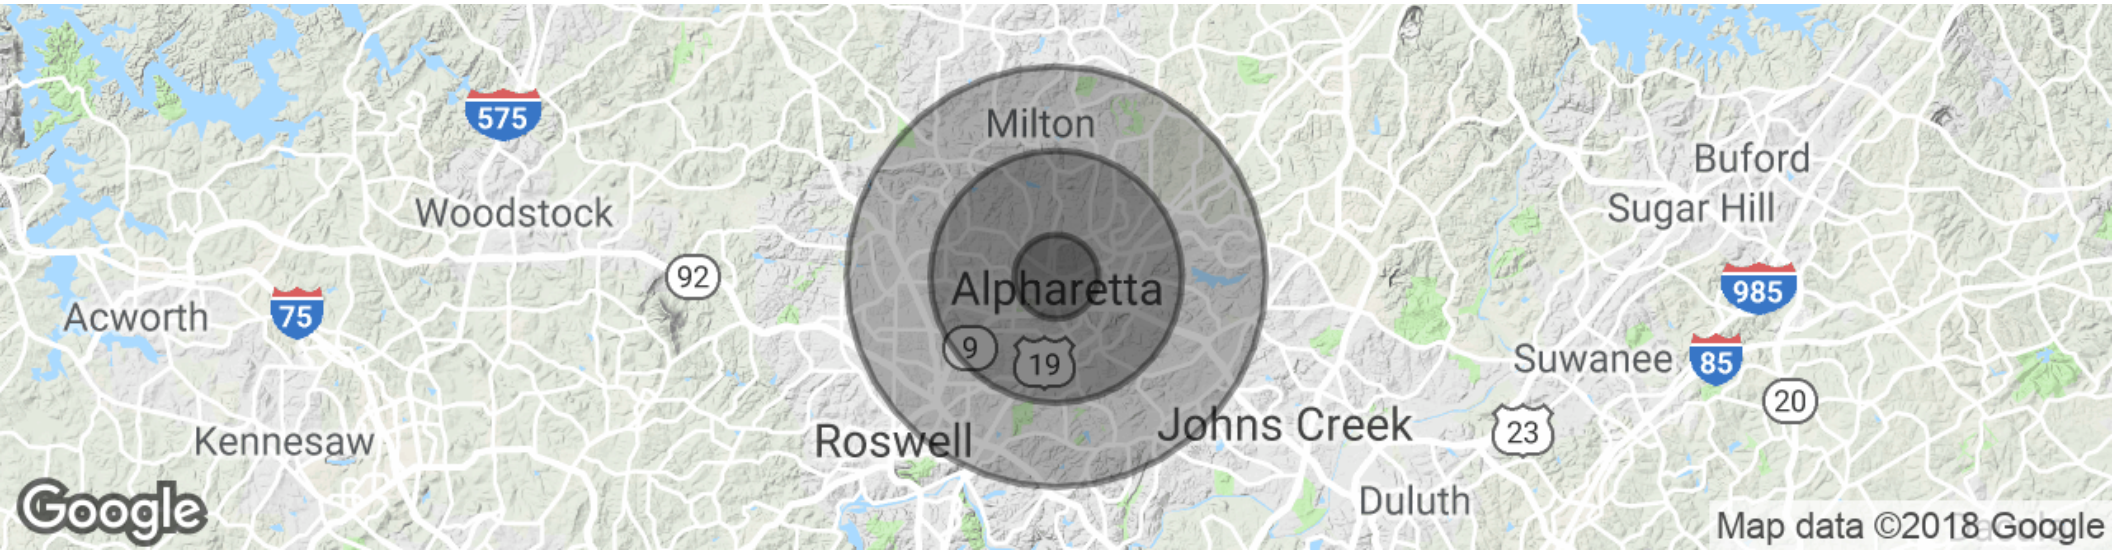 575
Milton
Buford
Woodstock
Sugar Hill
92
Alpharetta
985
Acworth
75
9
19
Suwanee
85
20
Kennesaw
Roswell
Johns Creek
23
Duluth
Google
Map data ©2018 Google